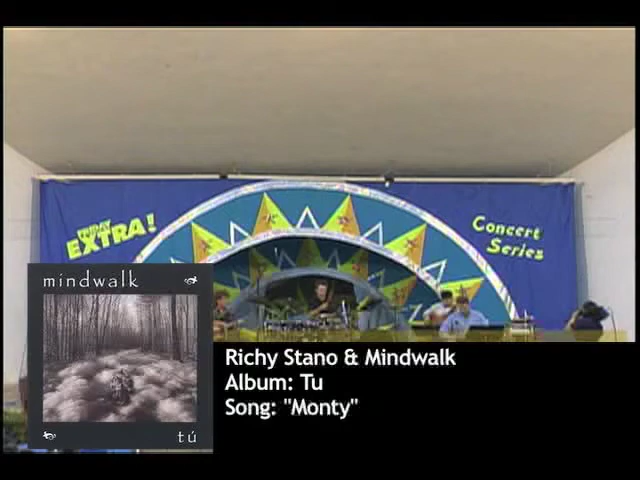 FRIDAY
EXTRA!
Concert
Series
mindwalk
tú
Richy Stano & Mindwalk
Album: Tu
Song: "Monty"